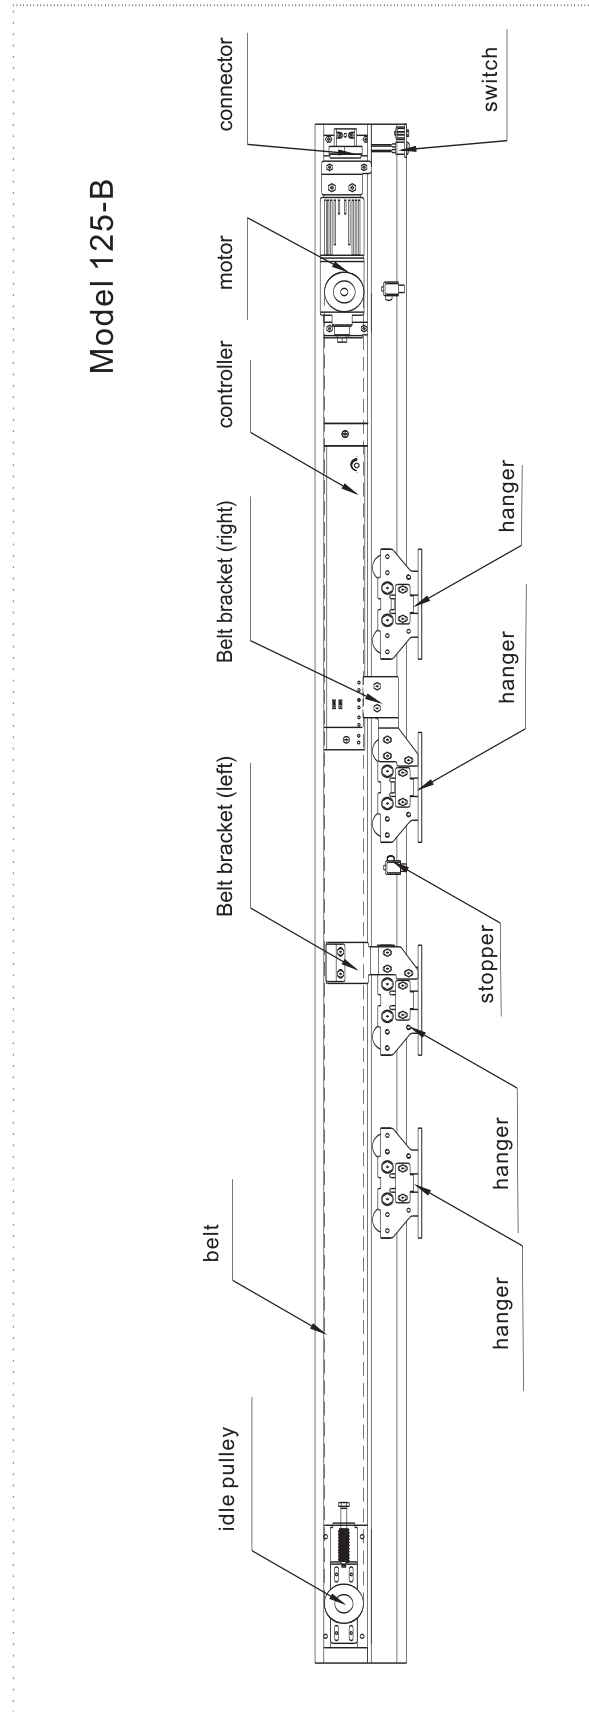 Model 125-B
idle pulley
belt
Belt bracket (left)
Belt bracket (right)
controller
motor
connector
hanger
hanger
stopper
hanger
hanger
switch